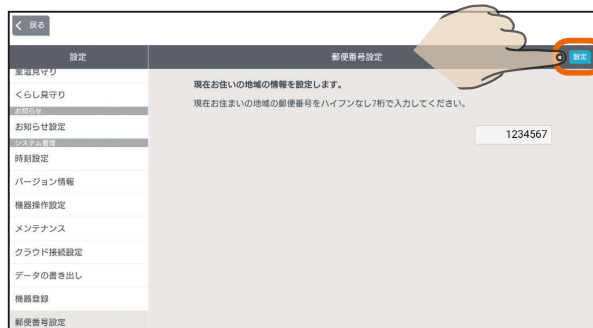 戻る
設定
郵便番号設定
設定
室温見守り
くらし見守り
お知らせ
お知らせ設定
システム管理
時刻設定
バージョン情報
機器操作設定
メンテナンス
クラウド接続設定
データの書き出し
機器登録
郵便番号設定
現在お住いの地域の情報を設定します。
現在お住まいの地域の郵便番号をハイフンなし7桁で入力してください。
1234567